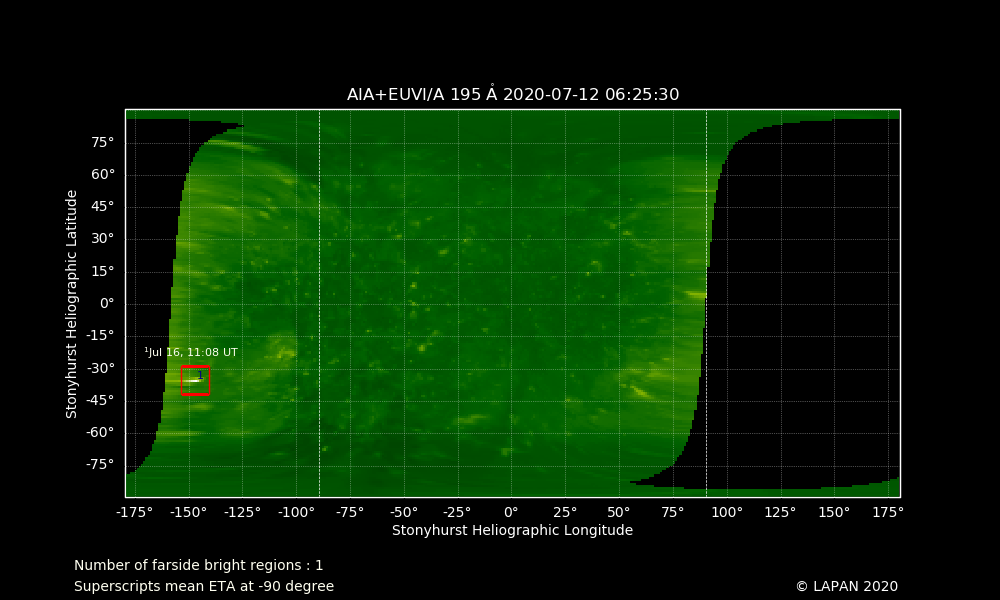 AIA+EUVI/A 195 Å 2020-07-12 06:25:30
Stonyhurst Heliographic Latitude
75°
60°
45°
30°
15°
0°
-15°
-30°
-45°
-60°
-75°
¹Jul 16, 11:08 UT
1
-175° -150° -125° -100° -75° -50° -25° 0° 25° 50° 75° 100° 125° 150° 175°
Stonyhurst Heliographic Longitude
Number of farside bright regions : 1
Superscripts mean ETA at -90 degree
© LAPAN 2020